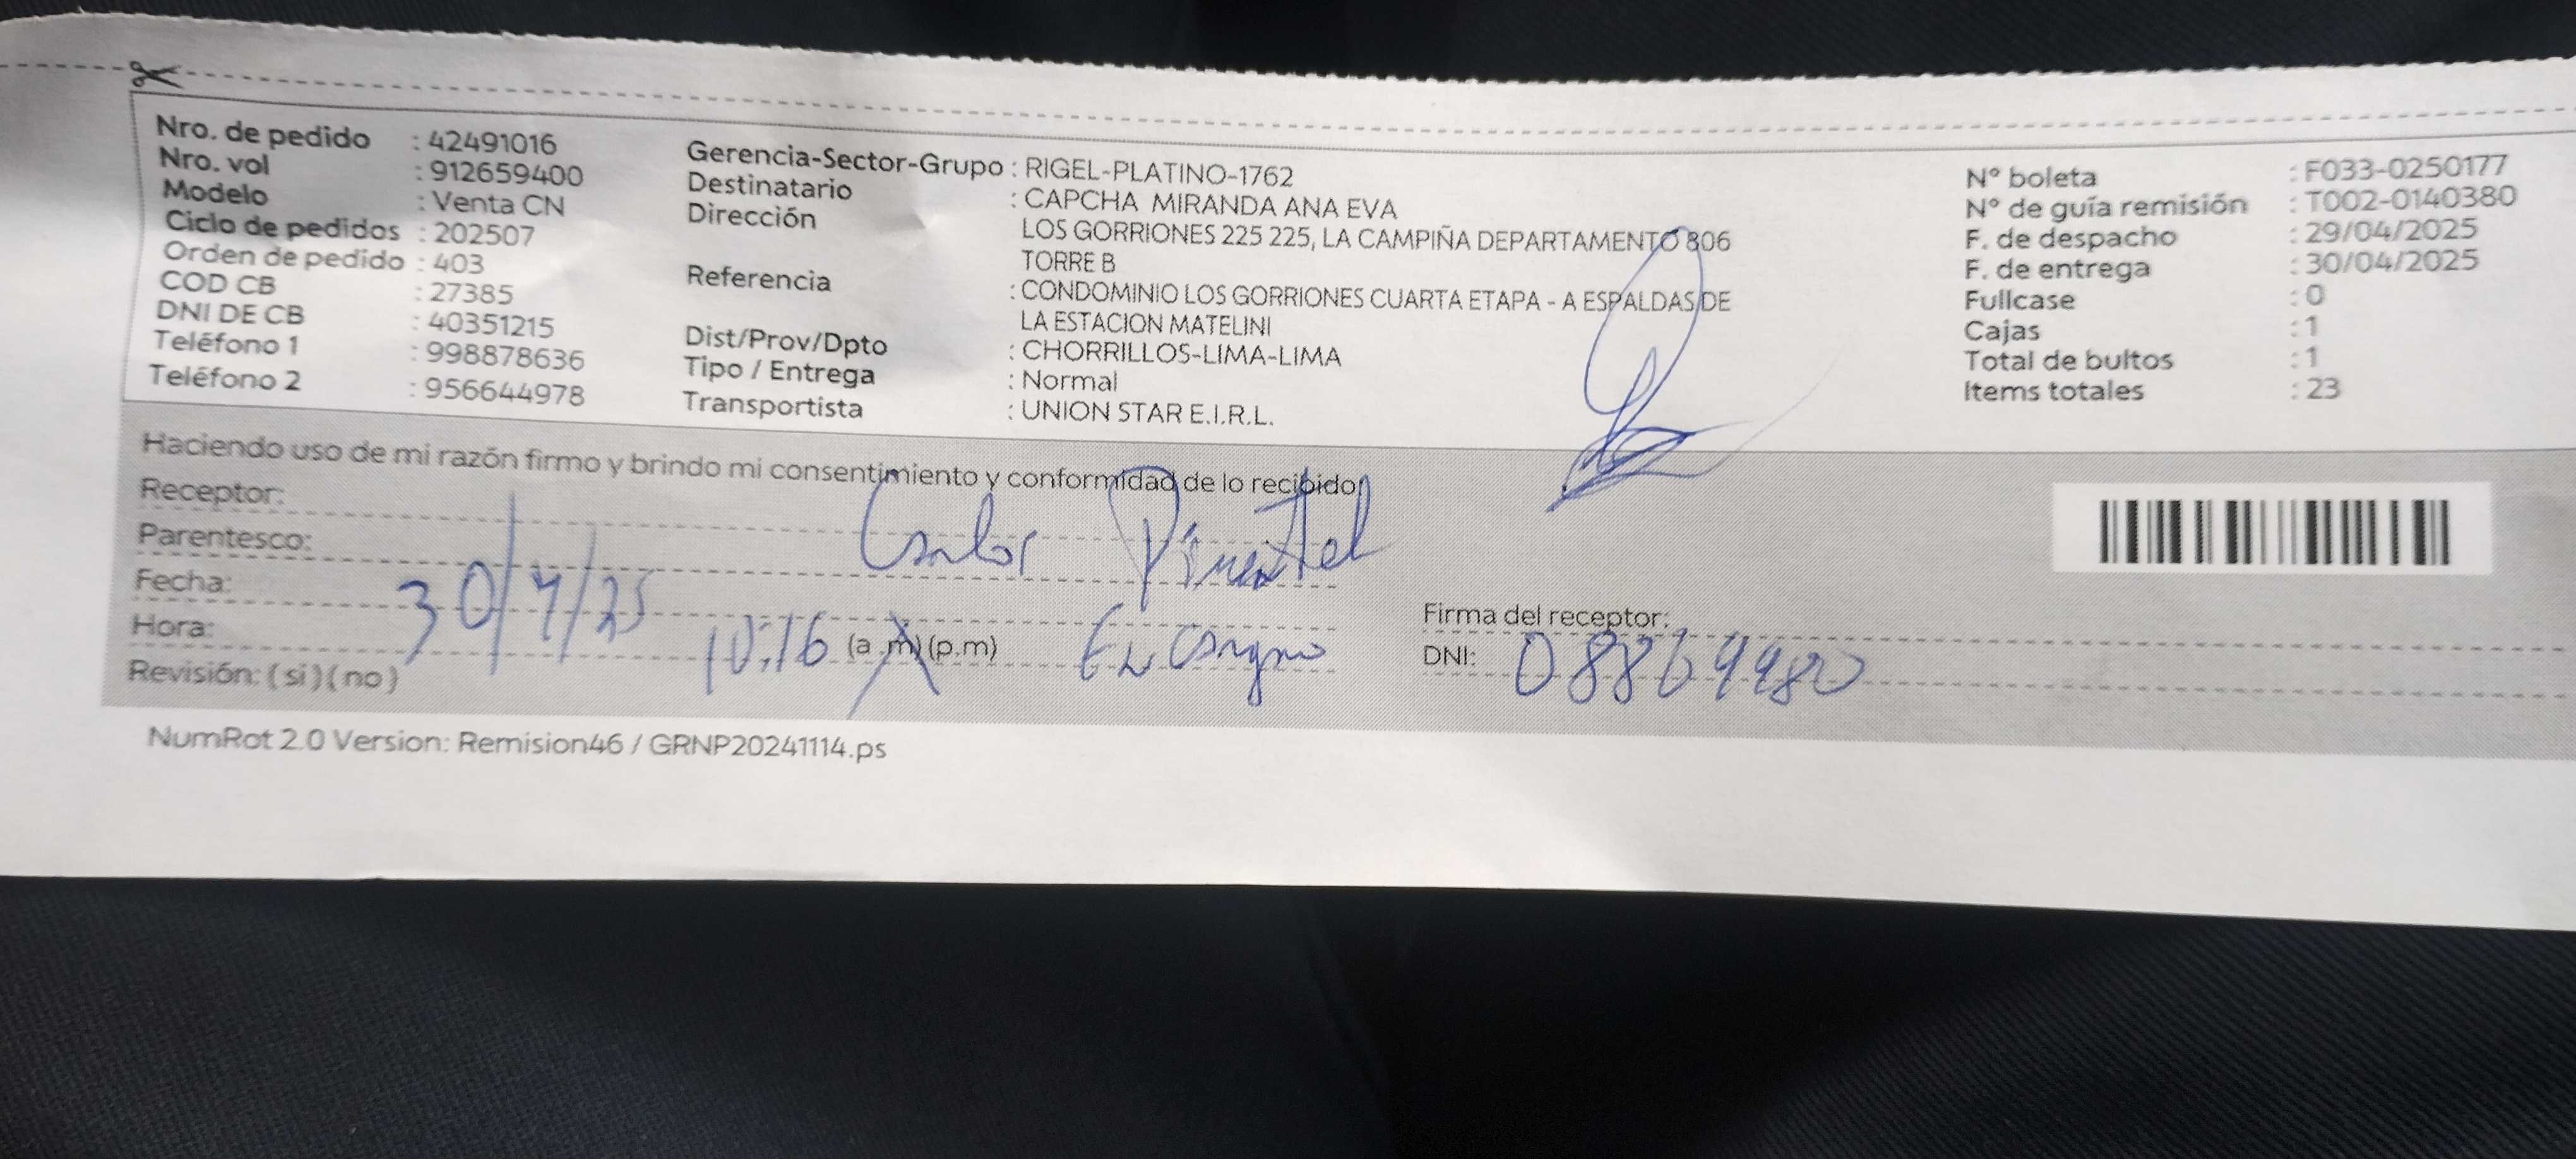 Nro. de pedido : 42491016
Nro. vol : 912659400
Modelo : Venta CN
Ciclo de pedidos : 202507
Orden de pedido : 403
COD CB : 27385
DNI DE CB : 40351215
Teléfono 1 : 998878636
Teléfono 2 : 956644978
Gerencia-Sector-Grupo : RIGEL-PLATINO-1762
Destinatario : CAPCHA MIRANDA ANA EVA
Dirección LOS GORRIONES 225 225, LA CAMPIÑA DEPARTAMENTO 806
TORRE B
Referencia : CONDOMINIO LOS GORRIONES CUARTA ETAPA - A ESPALDAS DE
LA ESTACION MATELINI
Dist/Prov/Dpto : CHORRILLOS-LIMA-LIMA
Tipo / Entrega : Normal
Transportista : UNION STAR E.I.R.L.
N° boleta : F033-0250177
N° de guía remisión : T002-0140380
F. de despacho : 29/04/2025
F. de entrega : 30/04/2025
Fullcase : 0
Cajas : 1
Total de bultos : 1
Items totales : 23
Haciendo uso de mi razón firmo y brindo mi consentimiento y conformidad de lo recibido
Receptor: Carlos Pimentel
Parentesco:
Fecha: 30/4/25
Hora: 10:16 (a.m)(p.m)
Revisión: (si)(no)
Firma del receptor:
DNI: 08869980
NumRot 2.0 Version: Remision46 / GRNP20241114.ps